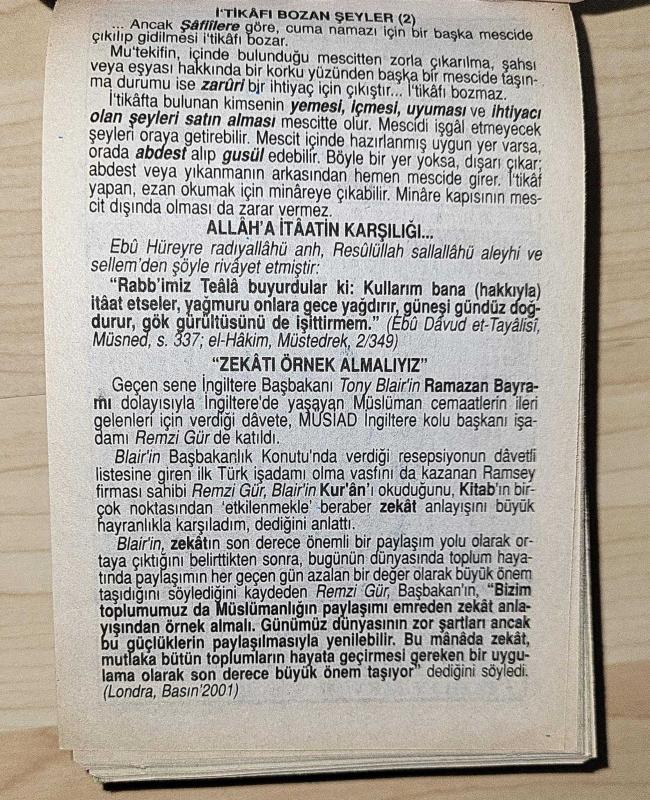 İ'TİKÂFI BOZAN ŞEYLER (2)
... Ancak Şâfiîlere göre, cuma namazı için bir başka mescide
çıkılıp gidilmesi i'tikâfı bozar.
Mu'tekifin, içinde bulunduğu mescitten zorla çıkarılma, şahsı
veya eşyası hakkında bir korku yüzünden başka bir mescide taşın-
ma durumu ise zarûrî bir ihtiyaç için çıkıştır... İ'tikâfı bozmaz.
İ'tikâfta bulunan kimsenin yemesi, içmesi, uyuması ve ihtiyacı
olan şeyleri satın alması mescitte olur. Mescidi işgâl etmeyecek
şeyleri oraya getirebilir. Mescit içinde hazırlanmış uygun yer varsa,
orada abdest alıp gusül edebilir. Böyle bir yer yoksa, dışarı çıkar;
abdest veya yıkanmanın arkasından hemen mescide girer. İ'tikâf
yapan, ezan okumak için minâreye çıkabilir. Minâre kapısının mes-
cit dışında olması da zarar vermez.
ALLÂH'A İTÂATİN KARŞILIĞI...
Ebû Hüreyre radıyallâhü anh, Resûlüllah sallallâhü aleyhi ve
sellem'den şöyle rivâyet etmiştir:
“Rabb'imiz Teâlâ buyurdular ki: Kullarım bana (hakkıyla)
itâat etseler, yağmuru onlara gece yağdırır, güneşi gündüz doğ-
durur, gök gürültüsünü de işittirmem.” (Ebû Dâvud et-Tayâlisî,
Müsned, s. 337; el-Hâkim, Müstedrek, 2/349)
“ZEKÂTI ÖRNEK ALMALIYIZ”
Geçen sene İngiltere Başbakanı Tony Blair'in Ramazan Bayra-
mı dolayısıyla İngiltere'de yaşayan Müslüman cemaatlerin ileri
gelenleri için verdiği dâvete, MÜSİAD İngiltere kolu başkanı işa-
damı Remzi Gür de katıldı.
Blair'in Başbakanlık Konutu'nda verdiği resepsiyonun dâvetli
listesine giren ilk Türk işadamı olma vasfını da kazanan Ramsey
firması sahibi Remzi Gür, Blair'in Kur'ân'ı okuduğunu, Kitab'ın bir-
çok noktasından 'etkilenmekle' beraber zekât anlayışını büyük
hayranlıkla karşıladım, dediğini anlattı.
Blair'in, zekâtın son derece önemli bir paylaşım yolu olarak or-
taya çıktığını belirttikten sonra, bugünün dünyasında toplum haya-
tında paylaşımın her geçen gün azalan bir değer olarak büyük önem
taşıdığını söylediğini kaydeden Remzi Gür, Başbakan'ın, “Bizim
toplumumuz da Müslümanlığın paylaşımı emreden zekât anla-
yışından örnek almalı. Günümüz dünyasının zor şartları ancak
bu güçlüklerin paylaşılmasıyla yenilebilir. Bu mânâda zekât,
mutlaka bütün toplumların hayata geçirmesi gereken bir uygu-
lama olarak son derece büyük önem taşıyor” dediğini söyledi.
(Londra, Basın'2001)